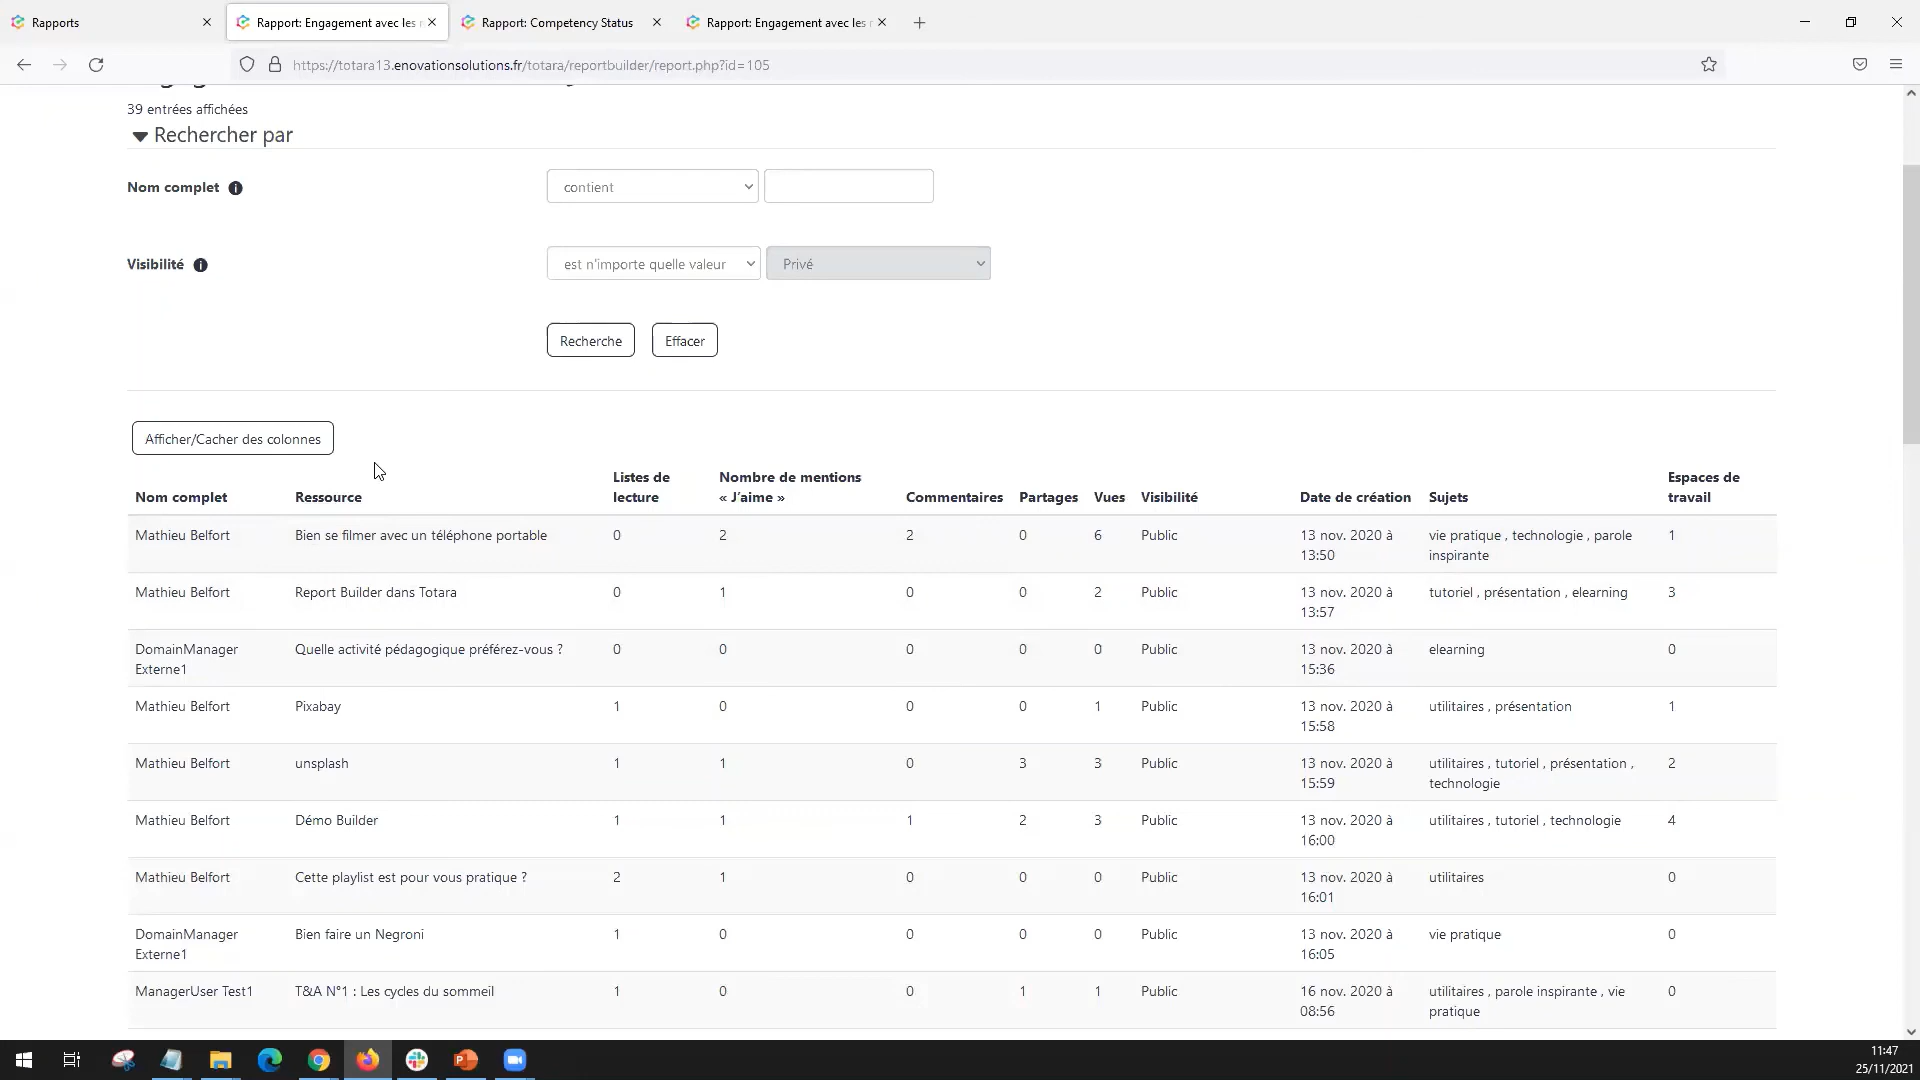 Rapports
Rapport: Engagement avec les r
Rapport: Competency Status
Rapport: Engagement avec les r
https://totara13.enovationsolutions.fr/totara/reportbuilder/report.php?id=105
39 entrées affichées
Rechercher par
Nom complet
contient
Visibilité
est n'importe quelle valeur
Privé
Recherche
Effacer
Afficher/Cacher des colonnes
Nom complet
Ressource
Listes de
lecture
Nombre de mentions
« J'aime »
Commentaires
Partages
Vues
Visibilité
Date de création
Sujets
Espaces de
travail
Mathieu Belfort Bien se filmer avec un téléphone portable 0 2 2 0 6 Public 13 nov. 2020 à vie pratique , technologie , parole 1
13:50 inspirante
Mathieu Belfort Report Builder dans Totara 0 1 0 0 2 Public 13 nov. 2020 à tutoriel , présentation , elearning 3
13:57
DomainManager Quelle activité pédagogique préférez-vous ? 0 0 0 0 0 Public 13 nov. 2020 à elearning 0
Externe1 15:36
Mathieu Belfort Pixabay 1 0 0 0 1 Public 13 nov. 2020 à utilitaires , présentation 1
15:58
Mathieu Belfort unsplash 1 1 0 3 3 Public 13 nov. 2020 à utilitaires , tutoriel , présentation , 2
15:59 technologie
Mathieu Belfort Démo Builder 1 1 1 2 3 Public 13 nov. 2020 à utilitaires , tutoriel , technologie 4
16:00
Mathieu Belfort Cette playlist est pour vous pratique ? 2 1 0 0 0 Public 13 nov. 2020 à utilitaires 0
16:01
DomainManager Bien faire un Negroni 1 0 0 0 0 Public 13 nov. 2020 à vie pratique 0
Externe1 16:05
ManagerUser Test1 T&A N°1 : Les cycles du sommeil 1 0 0 1 1 Public 16 nov. 2020 à utilitaires , parole inspirante , vie 0
08:56 pratique
11:47
25/11/2021